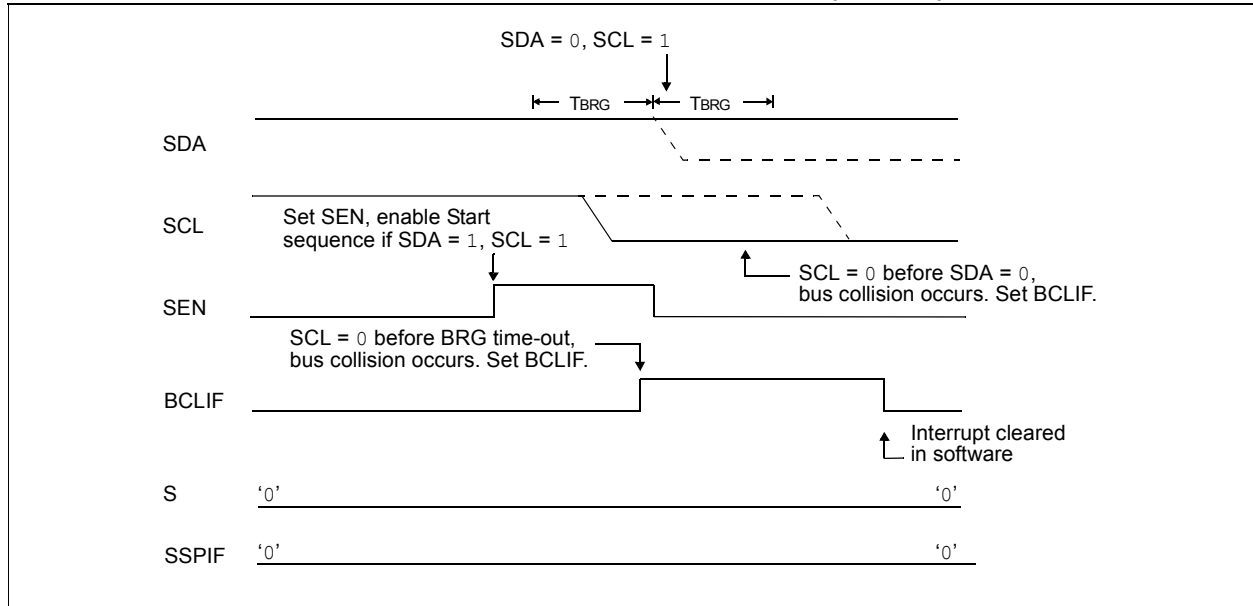 SDA = 0, SCL = 1
TBRG TBRG
SDA
SCL
Set SEN, enable Start
sequence if SDA = 1, SCL = 1
SCL = 0 before SDA = 0,
bus collision occurs. Set BCLIF.
SEN
SCL = 0 before BRG time-out,
bus collision occurs. Set BCLIF.
BCLIF
Interrupt cleared
in software
S ‘0’ ‘0’
SSPIF ‘0’ ‘0’